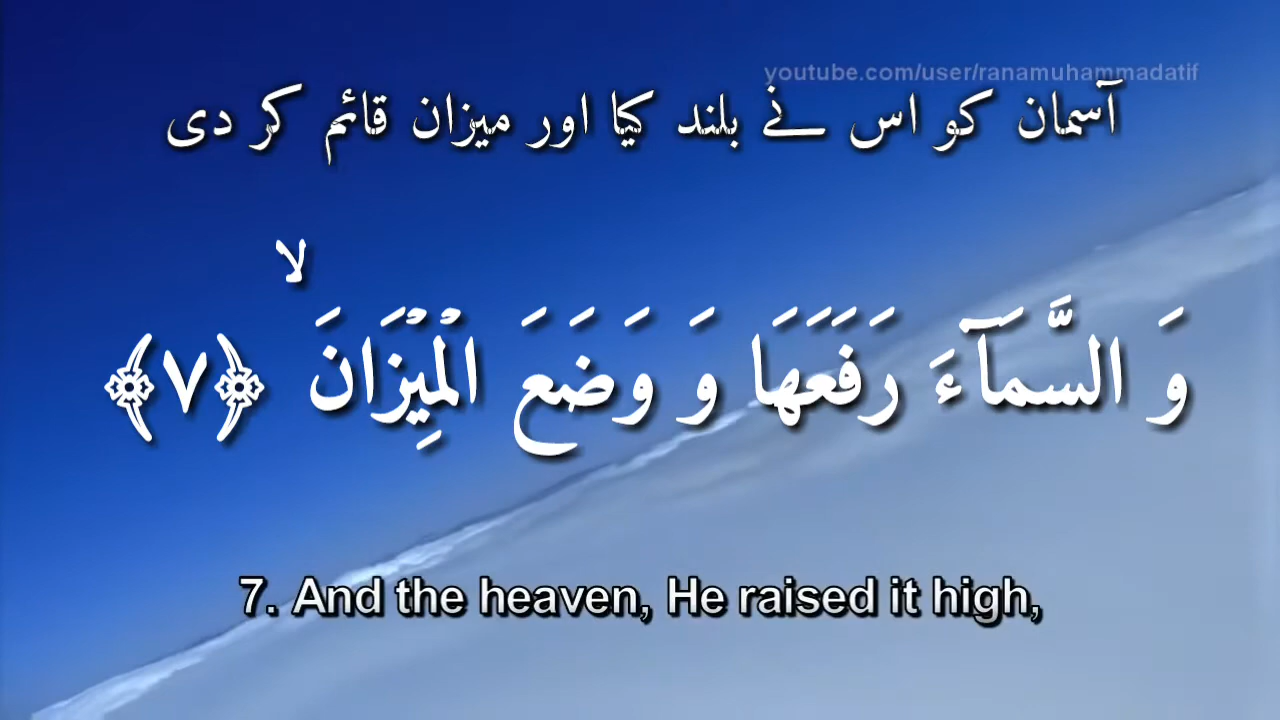 youtube.com/user/ranamuhammadatif
آسمان کو اس نے بلند کیا اور میزان قائم کر دی
وَ السَّمَآءَ رَفَعَهَا وَ وَضَعَ الْمِيْزَانَ ۙ ﴿٧﴾
7. And the heaven, He raised it high,